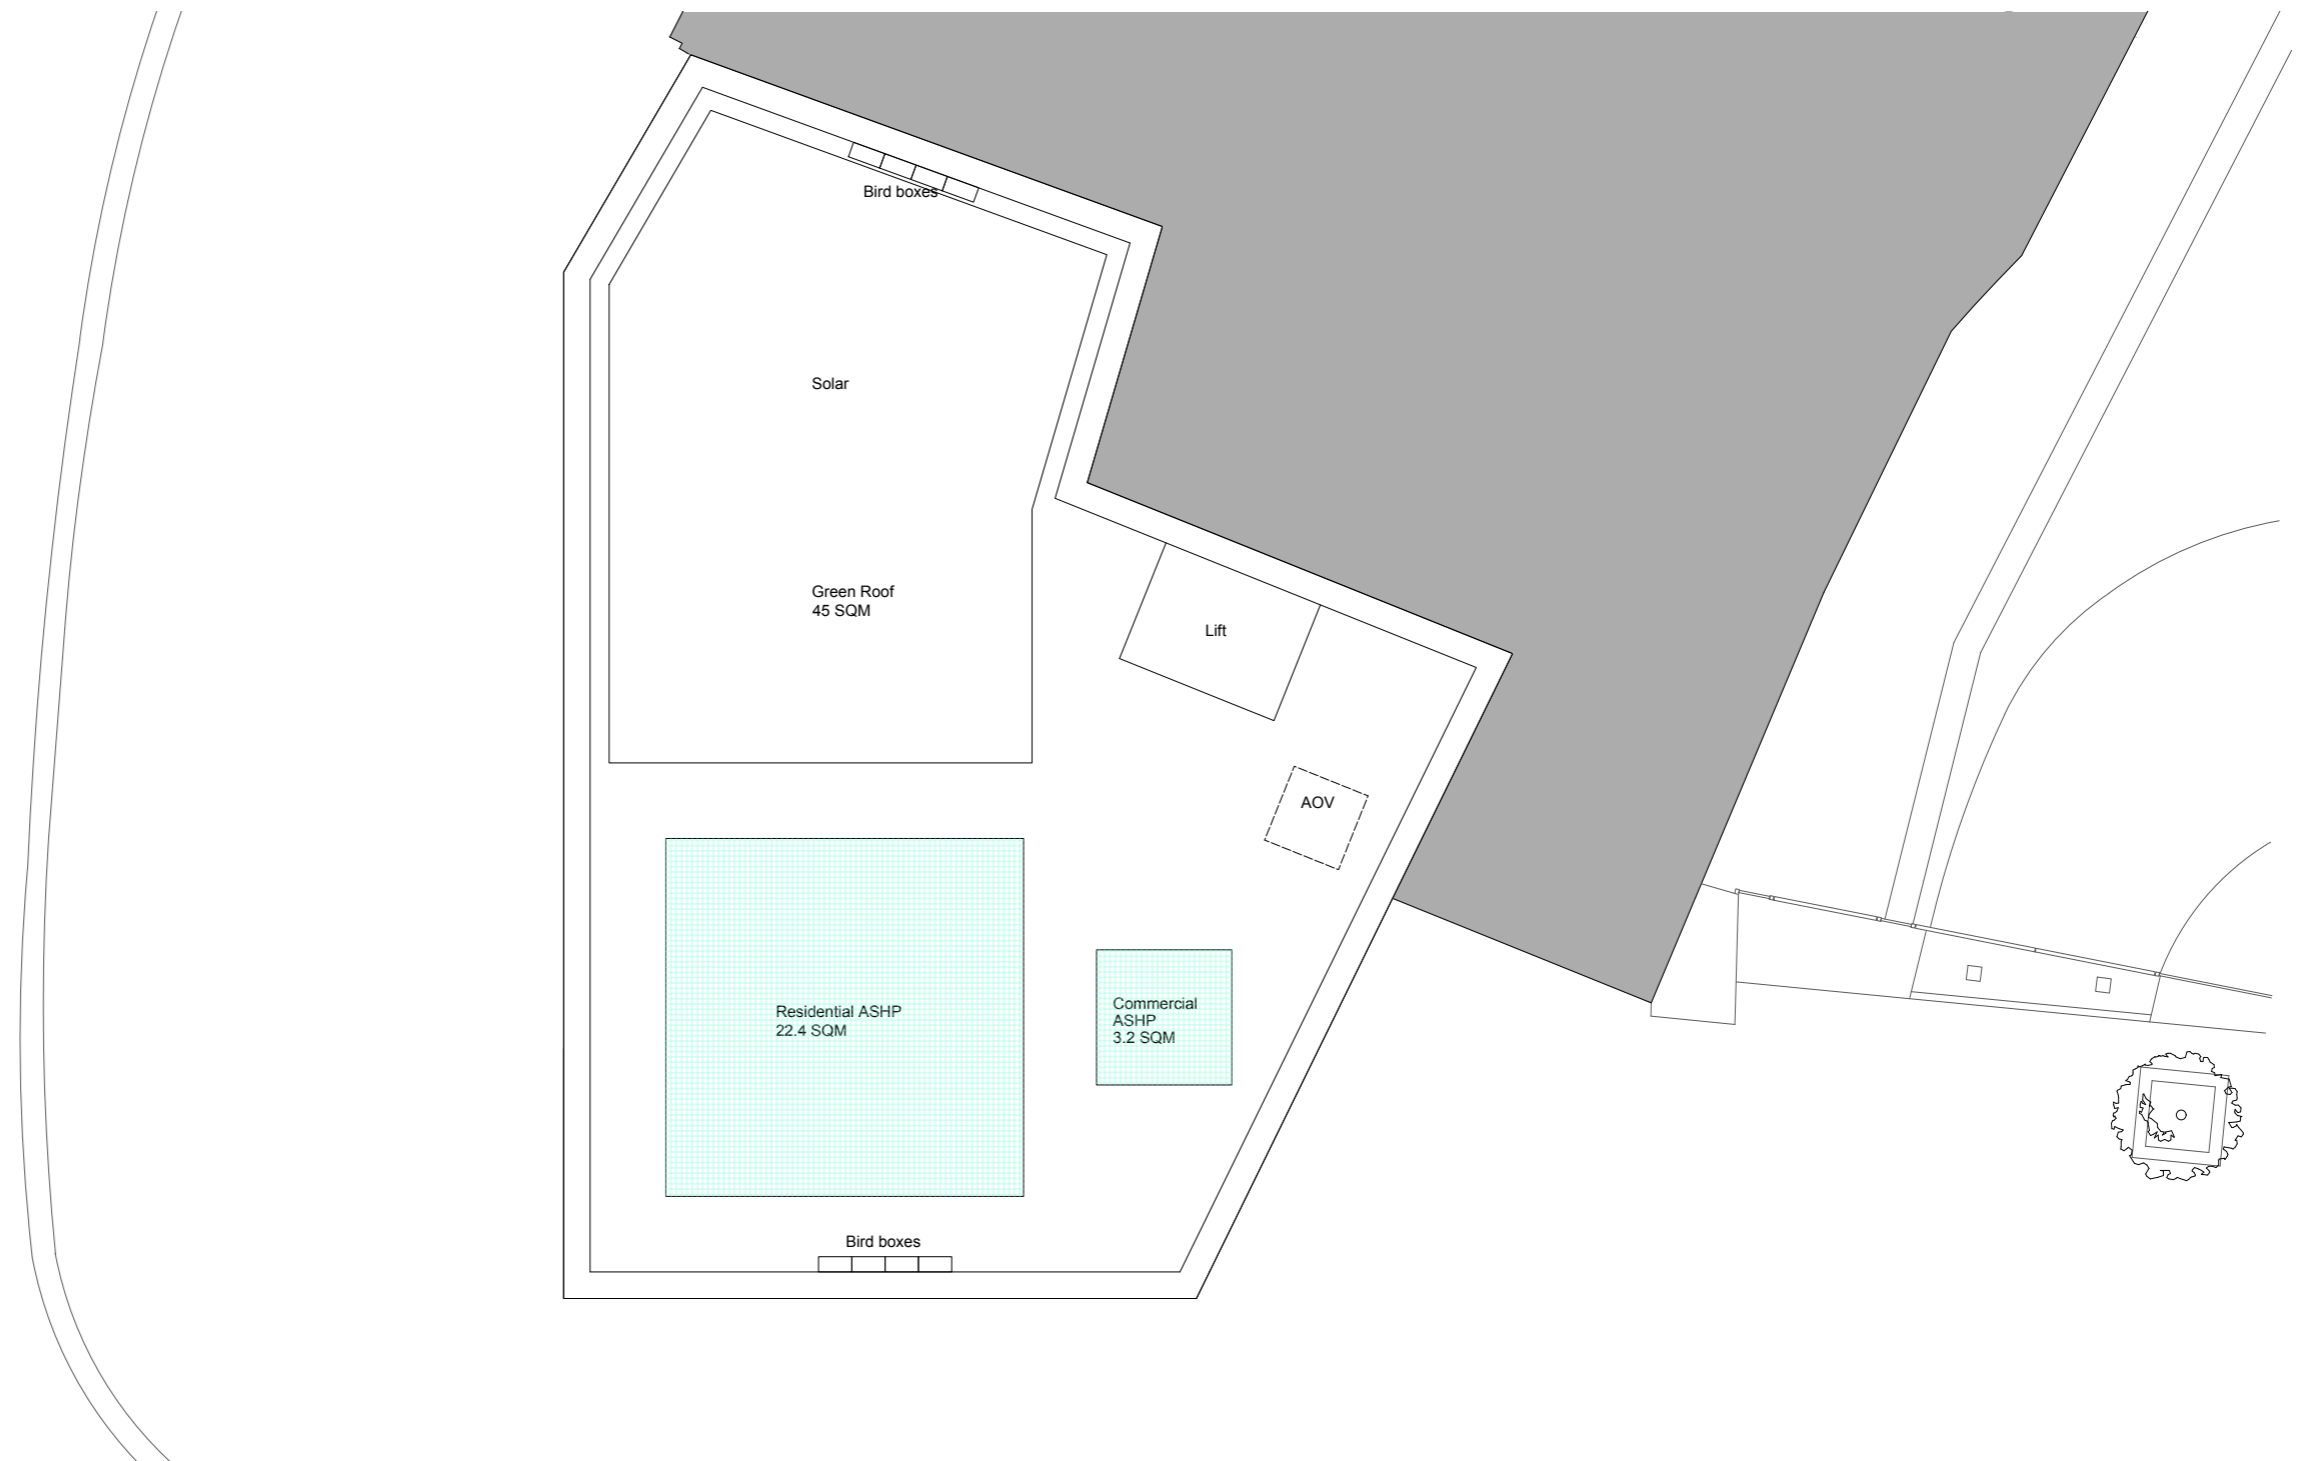 Bird boxes
Solar
Green Roof
45 SQM
Lift
AOV
Residential ASHP
22.4 SQM
Commercial
ASHP
3.2 SQM
Bird boxes